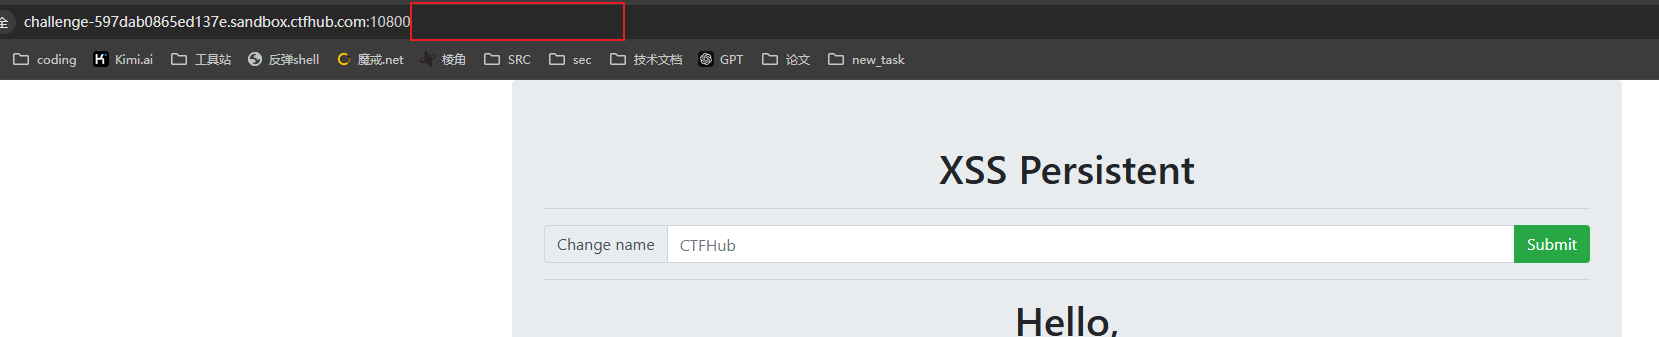 全 challenge-597dab0865ed137e.sandbox.ctfhub.com:10800
coding Kimi.ai 工具站 反弹shell 魔戒.net 棱角 SRC sec 技术文档 GPT 论文 new_task
XSS Persistent
Change name CTFHub Submit
Hello,